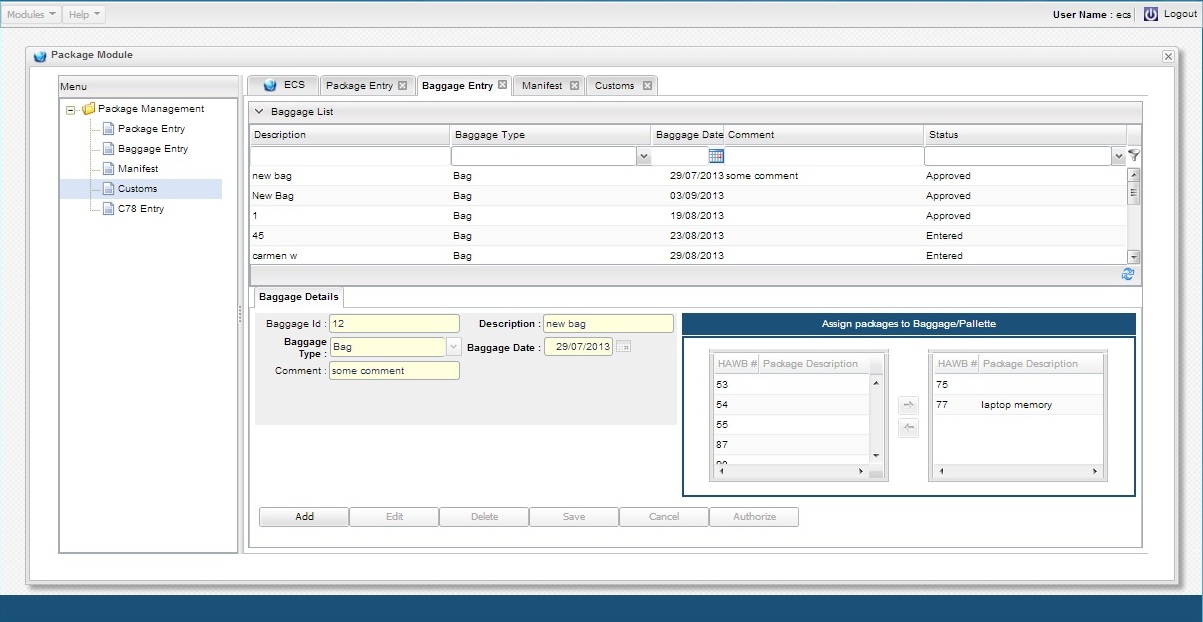 Modules Help User Name : ecs Logout
Package Module
Menu
Package Management
Package Entry
Baggage Entry
Manifest
Customs
C78 Entry
ECS Package Entry Baggage Entry Manifest Customs
Baggage List
Description Baggage Type Baggage Date Comment Status
new bag Bag 29/07/2013 some comment Approved
New Bag Bag 03/09/2013 Approved
1 Bag 19/08/2013 Approved
45 Bag 23/08/2013 Entered
carmen w Bag 29/08/2013 Entered
Baggage Details
Baggage Id : 12 Description : new bag
Baggage Type : Bag Baggage Date : 29/07/2013
Comment : some comment
Assign packages to Baggage/Pallette
HAWB # Package Description
53
54
55
87
HAWB # Package Description
75
77 laptop memory
Add Edit Delete Save Cancel Authorize